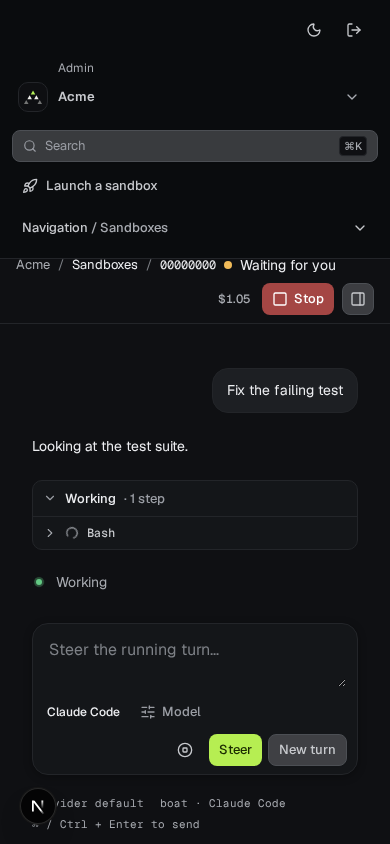 Admin
Acme
Search ⌘K
Launch a sandbox
Navigation / Sandboxes
Acme / Sandboxes / 00000000 Waiting for you
$1.05 Stop
Fix the failing test
Looking at the test suite.
Working · 1 step
Bash
Working
Steer the running turn…
Claude Code Model
Steer New turn
N vider default boat · Claude Code
/ Ctrl + Enter to send